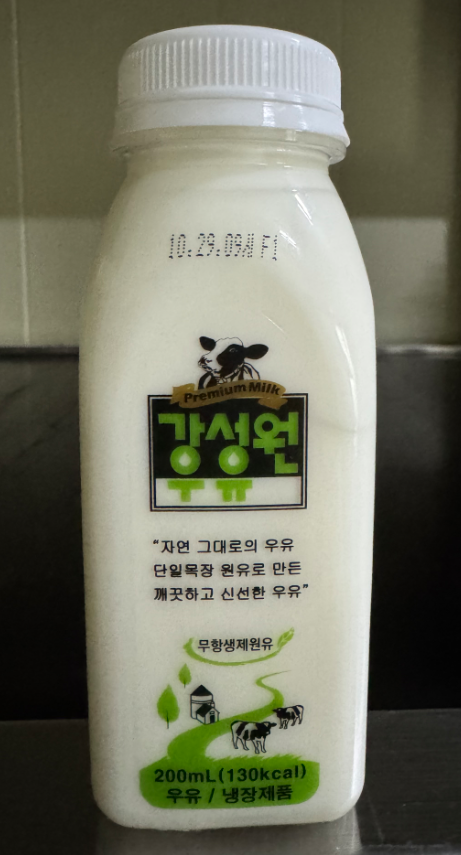 10.29.09시 F1
Premium Milk
강성원
우유
“자연 그대로의 우유
단일목장 원유로 만든
깨끗하고 신선한 우유”
무항생제원유
200mL(130kcal)
우유 / 냉장제품